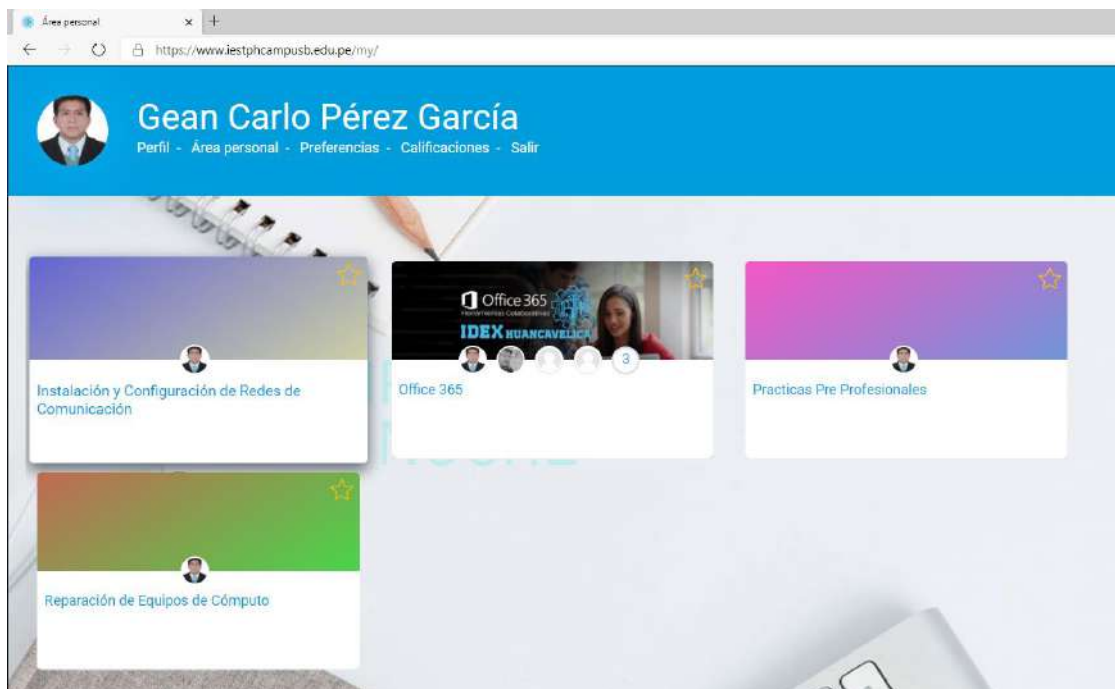 Área personal
https://www.iestphcampusb.edu.pe/my/
Gean Carlo Pérez García
Perfil - Área personal - Preferencias - Calificaciones - Salir
Office 365
Herramientas Colaborativas
IDEX HUANCAVELICA
3
Instalación y Configuración de Redes de
Comunicación
Office 365
Practicas Pre Profesionales
Reparación de Equipos de Cómputo